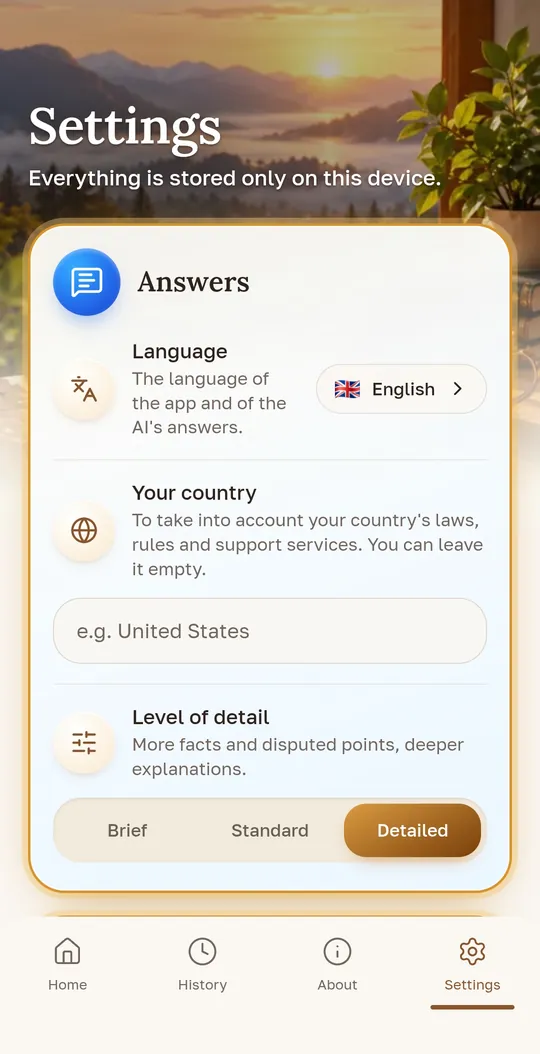 Settings
Everything is stored only on this device.
Answers
Language
The language of
the app and of the
AI's answers.
English
Your country
To take into account your country's laws,
rules and support services. You can leave
it empty.
e.g. United States
Level of detail
More facts and disputed points, deeper
explanations.
Brief
Standard
Detailed
Home
History
About
Settings